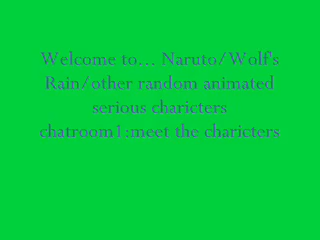 Welcome to… Naruto/Wolf's
Rain/other random animated
serious charicters
chatroom1:meet the charicters